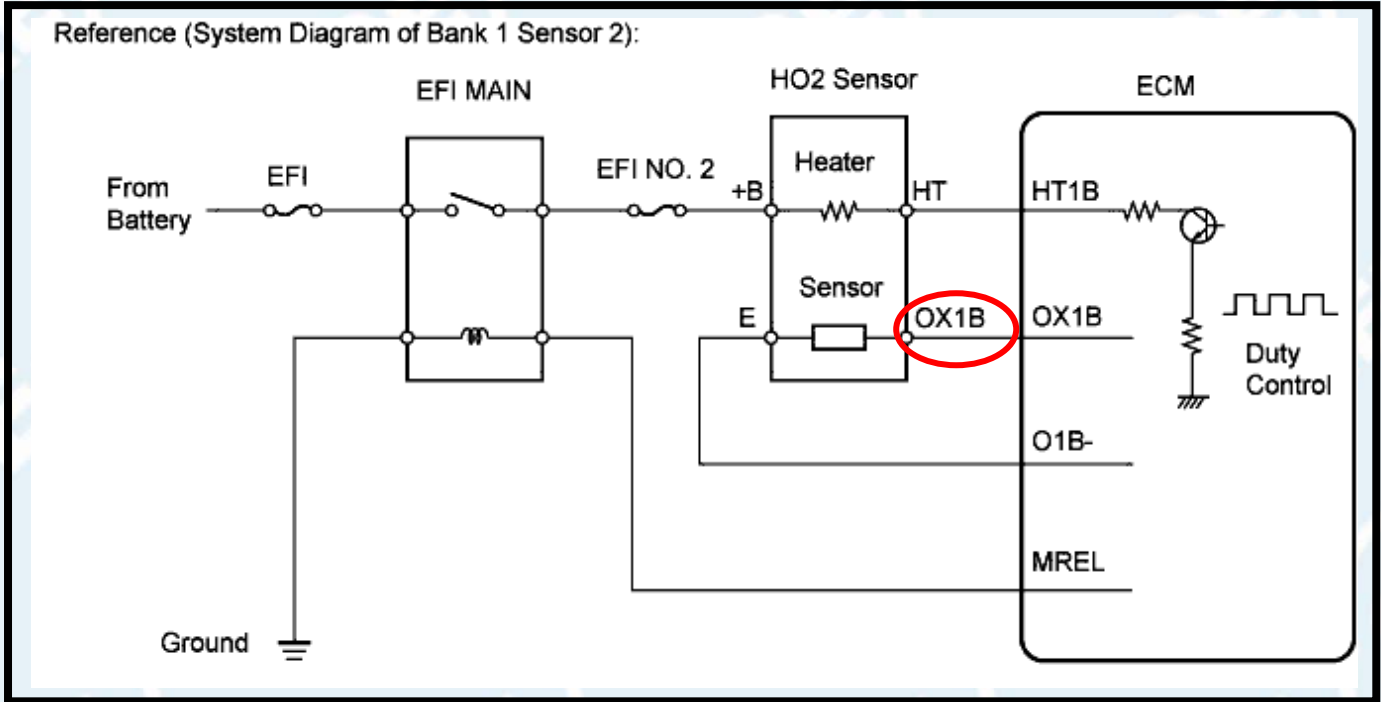 Reference (System Diagram of Bank 1 Sensor 2):
EFI MAIN
HO2 Sensor
ECM
From
Battery
EFI
EFI NO. 2
+B
Heater
HT
HT1B
Sensor
E
OX1B
OX1B
Duty
Control
O1B-
MREL
Ground